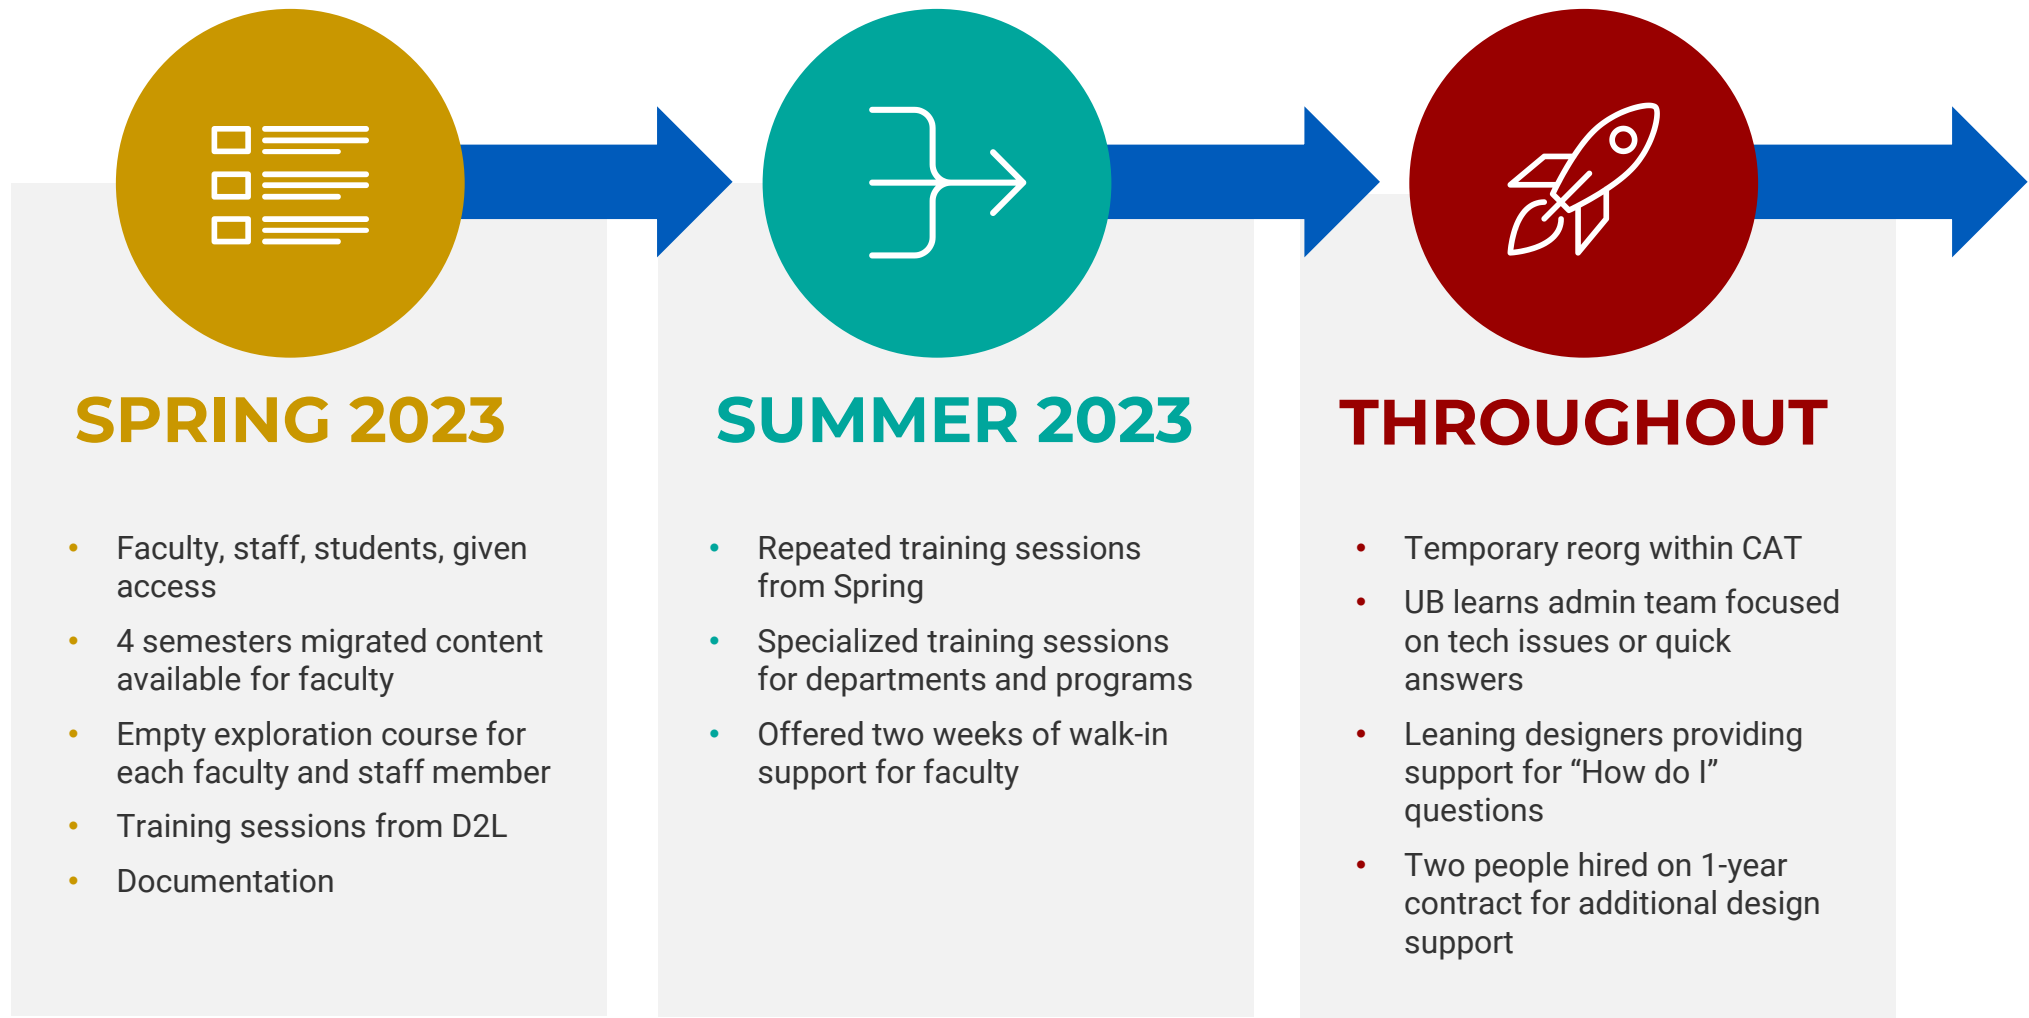 SPRING 2023
• Faculty, staff, students, given
access
• 4 semesters migrated content
available for faculty
• Empty exploration course for
each faculty and staff member
• Training sessions from D2L
• Documentation
SUMMER 2023
• Repeated training sessions
from Spring
• Specialized training sessions
for departments and programs
• Offered two weeks of walk-in
support for faculty
THROUGHOUT
• Temporary reorg within CAT
• UB learns admin team focused
on tech issues or quick
answers
• Leaning designers providing
support for “How do I”
questions
• Two people hired on 1-year
contract for additional design
support